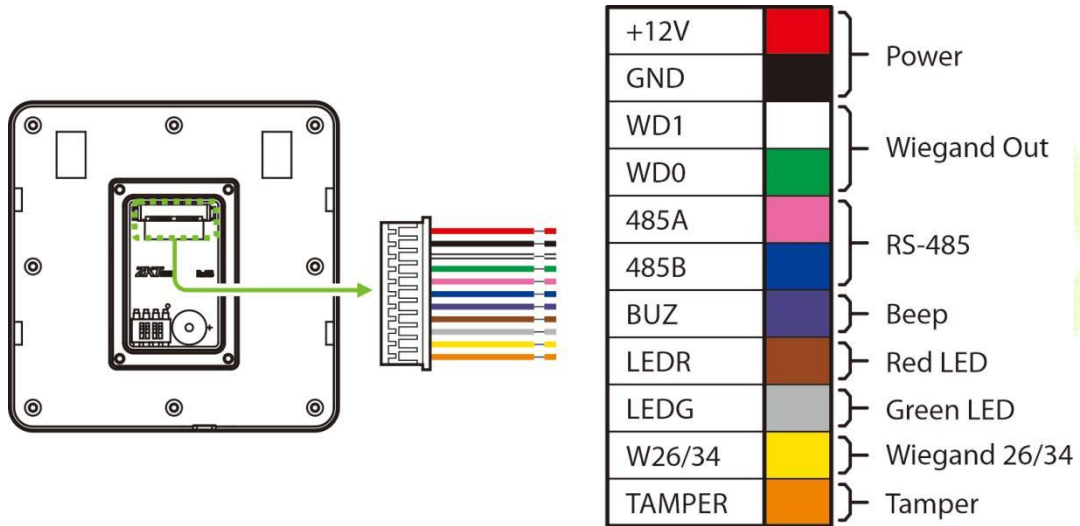 +12V
GND
Power
WD1
WD0
Wiegand Out
485A
485B
RS-485
BUZ
Beep
LEDR
Red LED
LEDG
Green LED
W26/34
Wiegand 26/34
TAMPER
Tamper
ZKT
+